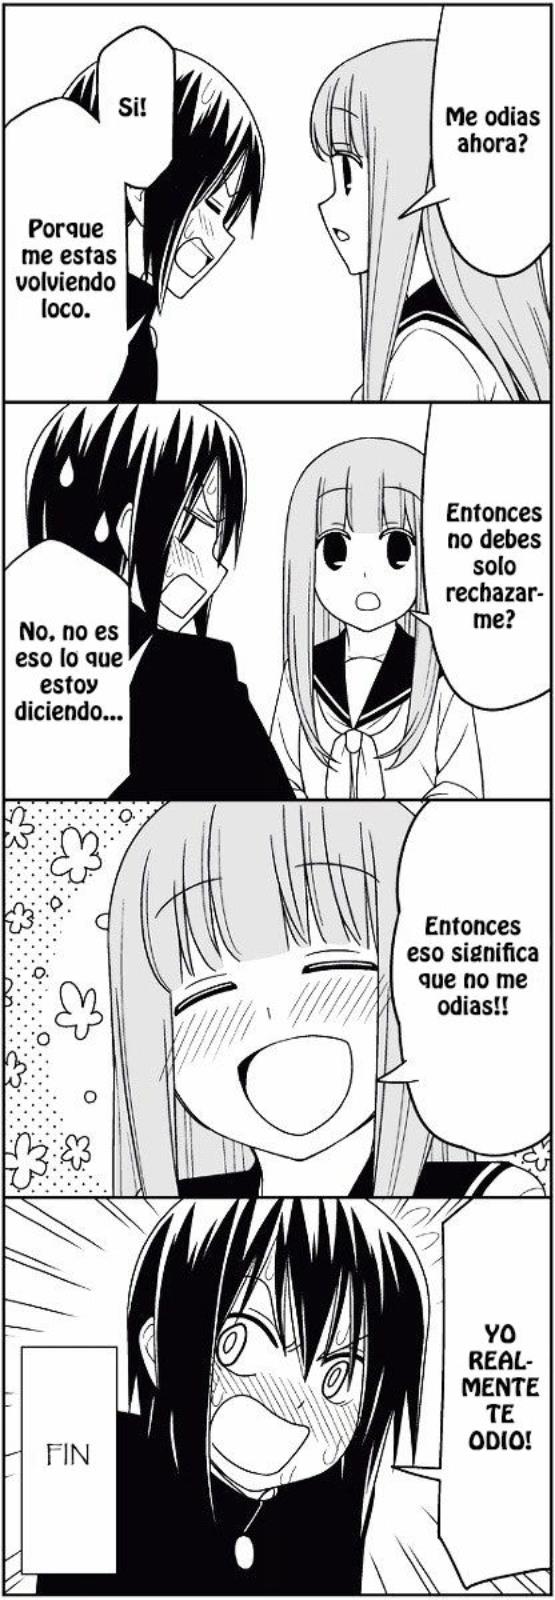 Me odias
ahora?
Si!
Porque
me estas
volviendo
loco.
Entonces
no debes
solo
rechazar-
me?
No, no es
eso lo que
estoy
diciendo...
Entonces
eso significa
que no me
odias!!
YO
REAL-
MENTE
TE
ODIO!
FIN